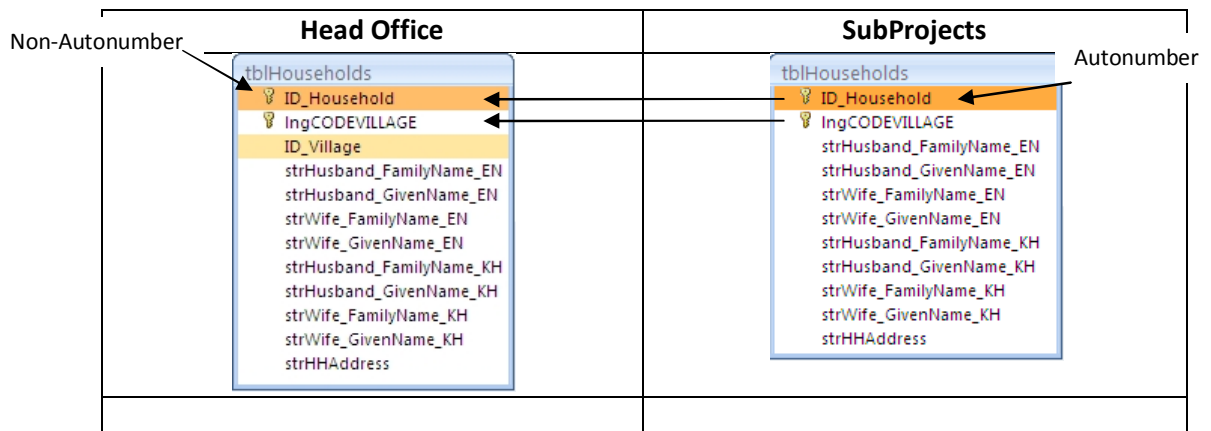 Head Office
SubProjects
Non-Autonumber
Autonumber
tblHouseholds
ID_Household
lngCODEVILLAGE
ID_Village
strHusband_FamilyName_EN
strHusband_GivenName_EN
strWife_FamilyName_EN
strWife_GivenName_EN
strHusband_FamilyName_KH
strHusband_GivenName_KH
strWife_FamilyName_KH
strWife_GivenName_KH
strHHAddress
tblHouseholds
ID_Household
lngCODEVILLAGE
strHusband_FamilyName_EN
strHusband_GivenName_EN
strWife_FamilyName_EN
strWife_GivenName_EN
strHusband_FamilyName_KH
strHusband_GivenName_KH
strWife_FamilyName_KH
strWife_GivenName_KH
strHHAddress